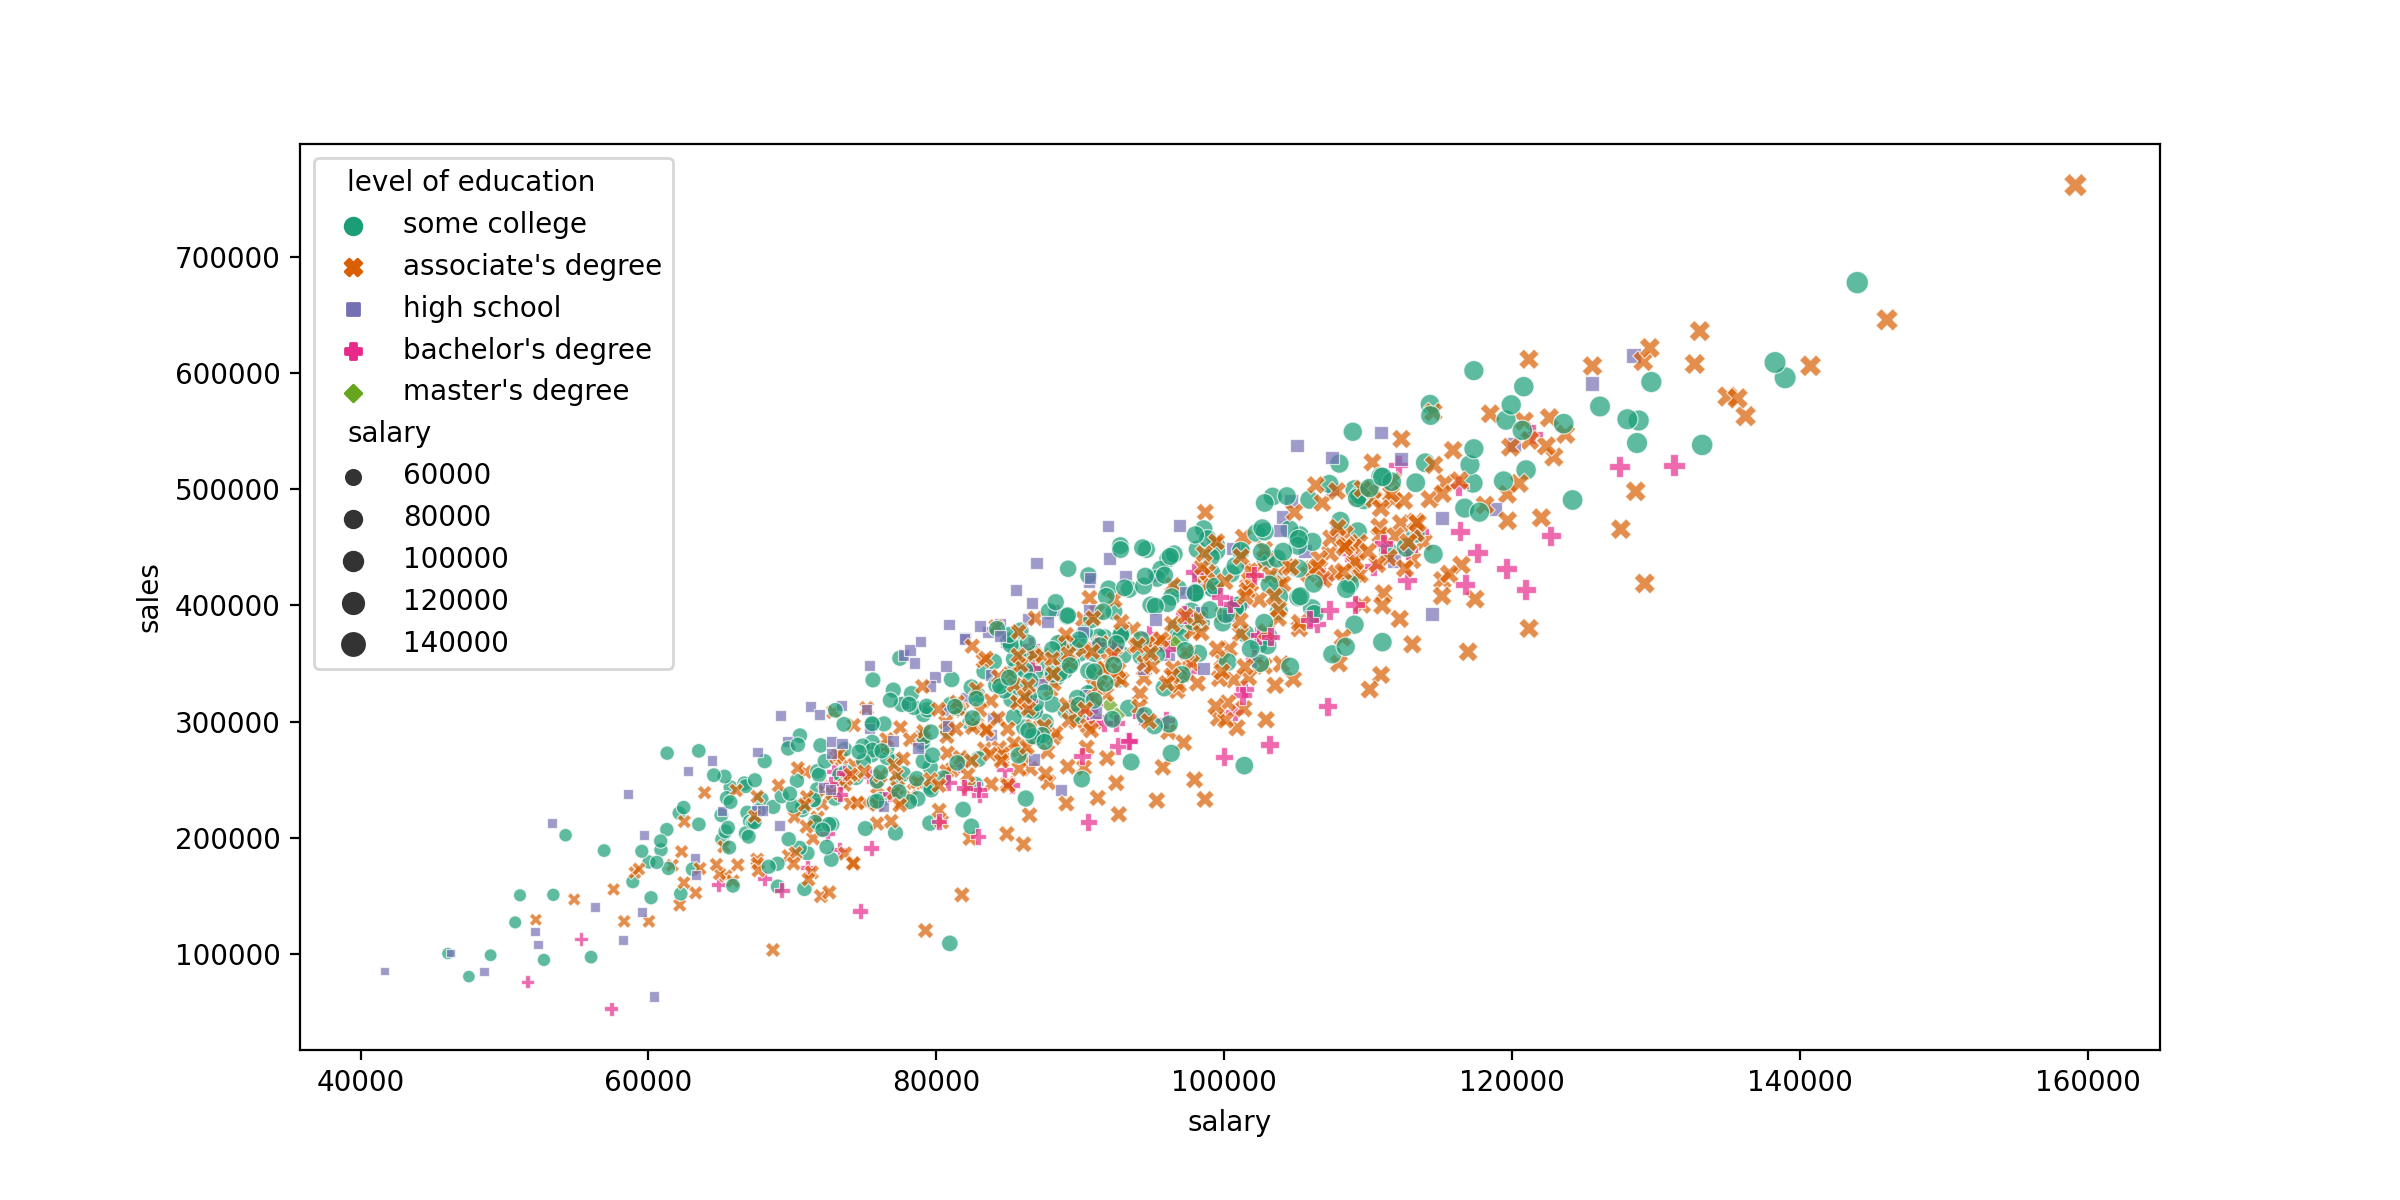 level of education
some college
associate's degree
high school
bachelor's degree
master's degree
salary
60000
80000
100000
120000
140000
700000
600000
500000
400000
300000
200000
100000
sales
40000 60000 80000 100000 120000 140000 160000
salary